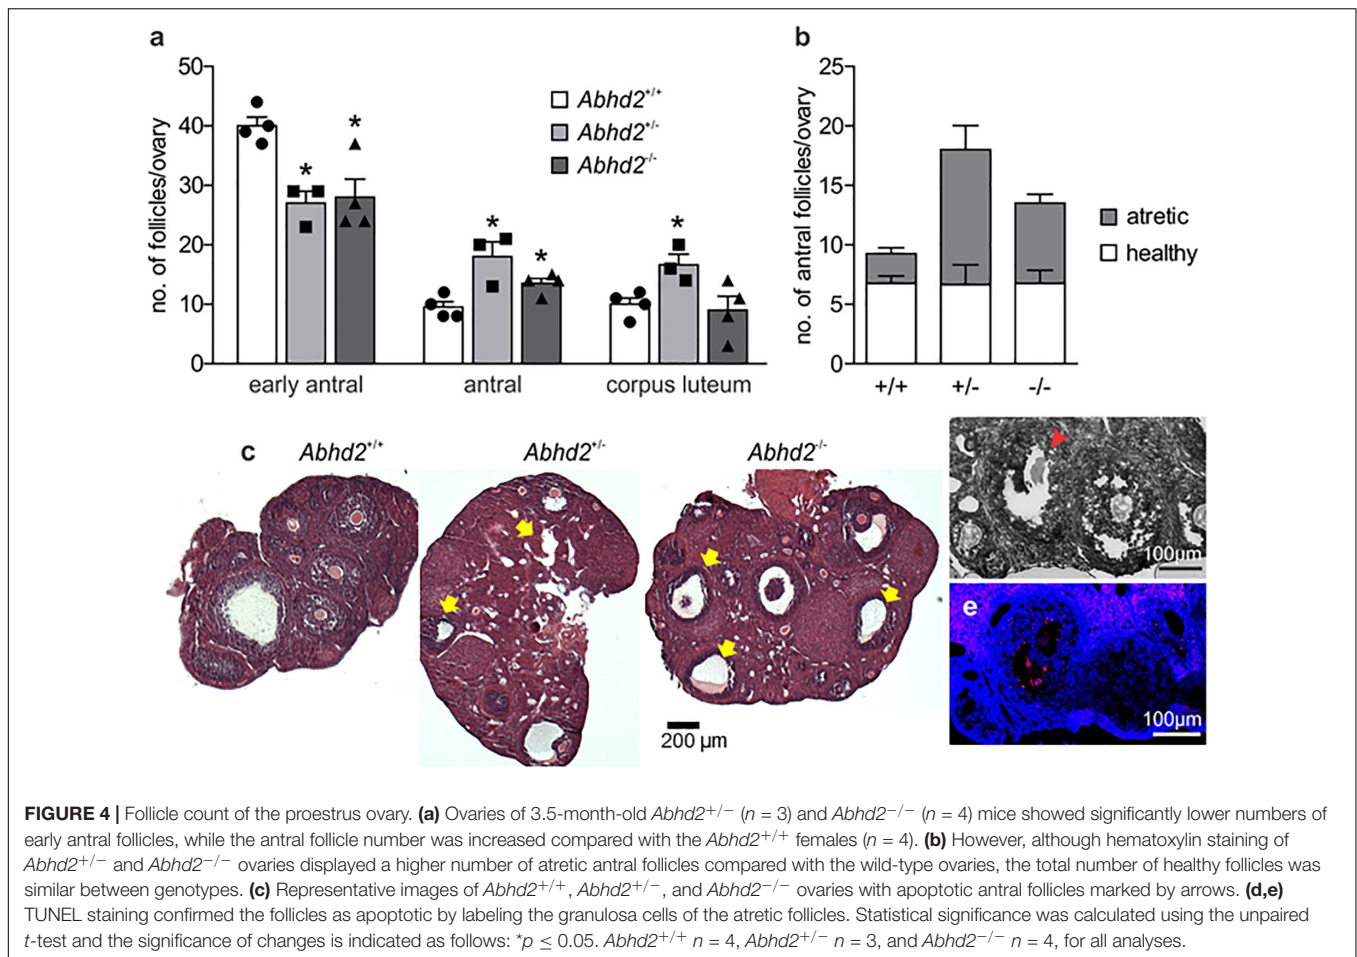 a
50
40
30
20
10
0
no. of follicles/ovary
Abhd2+/+
Abhd2+/-
Abhd2-/-
*
*
*
*
*
early antral
antral
corpus luteum
b
25
20
15
10
5
0
no. of antral follicles/ovary
atretic
healthy
+/+
+/-
-/-
c
Abhd2+/+
Abhd2+/-
Abhd2-/-
200 µm
d
100µm
e
100µm
FIGURE 4 | Follicle count of the proestrus ovary. (a) Ovaries of 3.5-month-old Abhd2+/− (n = 3) and Abhd2−/− (n = 4) mice showed significantly lower numbers of
early antral follicles, while the antral follicle number was increased compared with the Abhd2+/+ females (n = 4). (b) However, although hematoxylin staining of
Abhd2+/− and Abhd2−/− ovaries displayed a higher number of atretic antral follicles compared with the wild-type ovaries, the total number of healthy follicles was
similar between genotypes. (c) Representative images of Abhd2+/+, Abhd2+/−, and Abhd2−/− ovaries with apoptotic antral follicles marked by arrows. (d,e)
TUNEL staining confirmed the follicles as apoptotic by labeling the granulosa cells of the atretic follicles. Statistical significance was calculated using the unpaired
t-test and the significance of changes is indicated as follows: *p ≤ 0.05. Abhd2+/+ n = 4, Abhd2+/− n = 3, and Abhd2−/− n = 4, for all analyses.